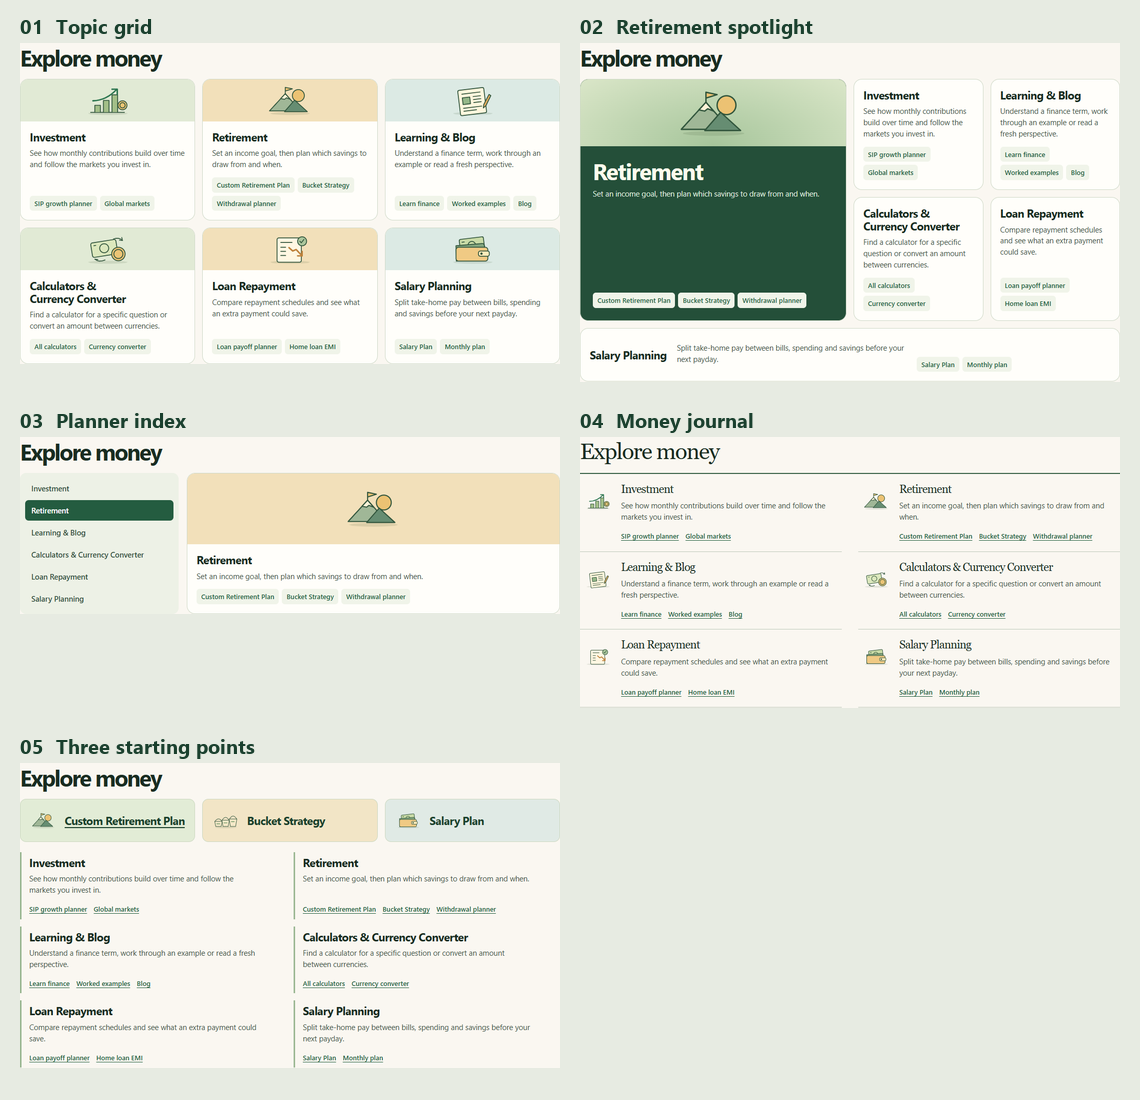 01 Topic grid
Explore money
Investment
See how monthly contributions build over time
and follow the markets you invest in.
SIP growth planner Global markets
Retirement
Set an income goal, then plan which savings to
draw from and when.
Custom Retirement Plan Bucket Strategy
Withdrawal planner
Learning & Blog
Understand a finance term, work through an
example or read a fresh perspective.
Learn finance Worked examples Blog
Calculators &
Currency Converter
Find a calculator for a specific question or
convert an amount between currencies.
All calculators Currency converter
Loan Repayment
Compare repayment schedules and see what
an extra payment could save.
Loan payoff planner Home loan EMI
Salary Planning
Split take-home pay between bills, spending
and savings before your next payday.
Salary Plan Monthly plan
02 Retirement spotlight
Explore money
Retirement
Set an income goal, then plan which savings to draw from and when.
Custom Retirement Plan Bucket Strategy Withdrawal planner
Investment
See how monthly contributions
build over time and follow the
markets you invest in.
SIP growth planner
Global markets
Learning & Blog
Understand a finance term, work
through an example or read a
fresh perspective.
Learn finance
Worked examples Blog
Calculators &
Currency Converter
Find a calculator for a specific
question or convert an amount
between currencies.
All calculators
Currency converter
Loan Repayment
Compare repayment schedules
and see what an extra payment
could save.
Loan payoff planner
Home loan EMI
Salary Planning
Split take-home pay between bills, spending and savings before your
next payday.
Salary Plan Monthly plan
03 Planner index
Explore money
Investment
Retirement
Learning & Blog
Calculators & Currency Converter
Loan Repayment
Salary Planning
Retirement
Set an income goal, then plan which savings to draw from and when.
Custom Retirement Plan Bucket Strategy Withdrawal planner
04 Money journal
Explore money
Investment
See how monthly contributions build over time and follow the
markets you invest in.
SIP growth planner Global markets
Retirement
Set an income goal, then plan which savings to draw from and
when.
Custom Retirement Plan Bucket Strategy Withdrawal planner
Learning & Blog
Understand a finance term, work through an example or read a
fresh perspective.
Learn finance Worked examples Blog
Calculators & Currency Converter
Find a calculator for a specific question or convert an amount
between currencies.
All calculators Currency converter
Loan Repayment
Compare repayment schedules and see what an extra payment
could save.
Loan payoff planner Home loan EMI
Salary Planning
Split take-home pay between bills, spending and savings before
your next payday.
Salary Plan Monthly plan
05 Three starting points
Explore money
Custom Retirement Plan
Bucket Strategy
Salary Plan
Investment
See how monthly contributions build over time and follow the
markets you invest in.
SIP growth planner Global markets
Retirement
Set an income goal, then plan which savings to draw from and when.
Custom Retirement Plan Bucket Strategy Withdrawal planner
Learning & Blog
Understand a finance term, work through an example or read a fresh
perspective.
Learn finance Worked examples Blog
Calculators & Currency Converter
Find a calculator for a specific question or convert an amount
between currencies.
All calculators Currency converter
Loan Repayment
Compare repayment schedules and see what an extra payment could
save.
Loan payoff planner Home loan EMI
Salary Planning
Split take-home pay between bills, spending and savings before your
next payday.
Salary Plan Monthly plan